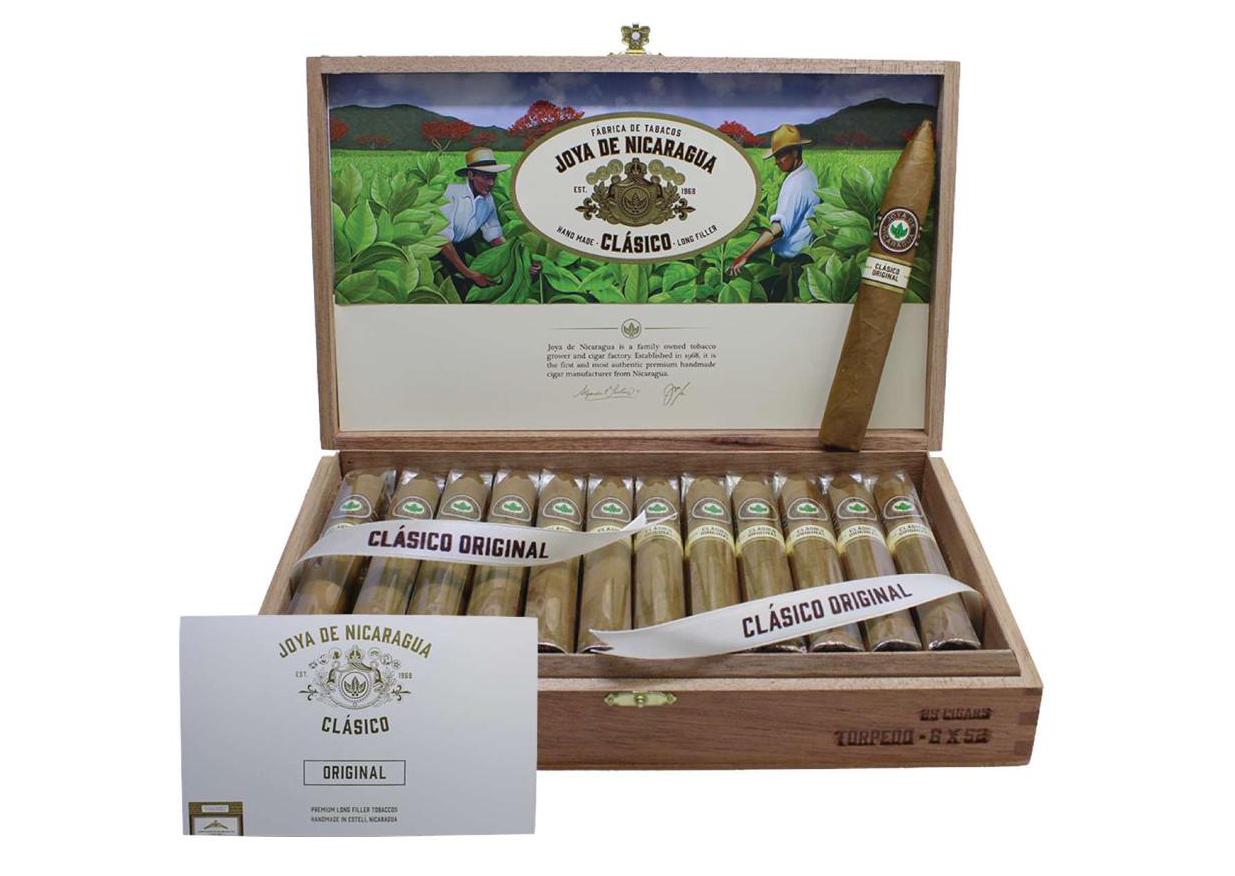 FÁBRICA DE TABACOS
JOYA DE NICARAGUA
EST. 1968
HAND MADE · CLÁSICO · LONG FILLER
Joya de Nicaragua is a family owned tobacco
grower and cigar factory. Established in 1968, it is
the first and most authentic premium handmade
cigar manufacturer from Nicaragua.
JOYA DE
NICARAGUA
CLÁSICO
ORIGINAL
CLÁSICO ORIGINAL
CLÁSICO ORIGINAL
25 CIGARS
TORPEDO - 6 X 52
JOYA DE NICARAGUA
EST. 1968
CLÁSICO
ORIGINAL
PREMIUM LONG FILLER TOBACCOS
HANDMADE IN ESTELÍ, NICARAGUA